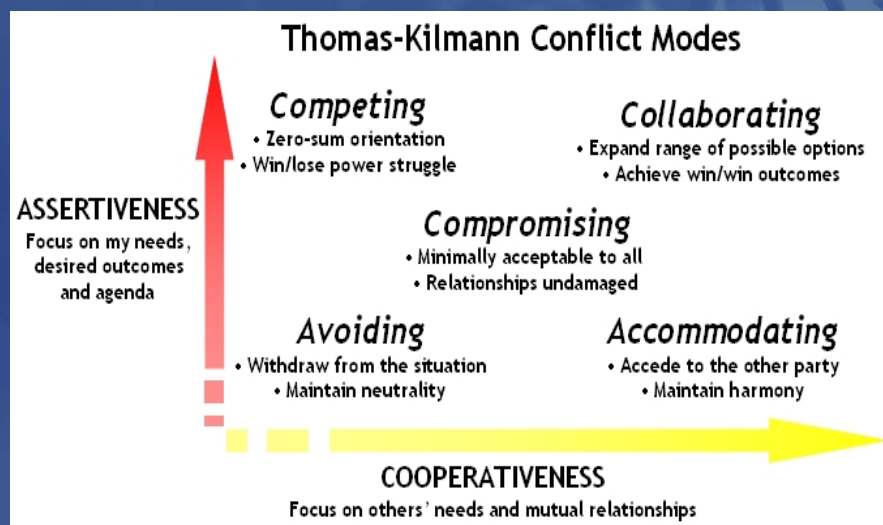 Thomas-Kilmann Conflict Modes
Competing
• Zero-sum orientation
• Win/lose power struggle
Collaborating
• Expand range of possible options
• Achieve win/win outcomes
ASSERTIVENESS
Focus on my needs,
desired outcomes
and agenda
Compromising
• Minimally acceptable to all
• Relationships undamaged
Avoiding
• Withdraw from the situation
• Maintain neutrality
Accommodating
• Accede to the other party
• Maintain harmony
COOPERATIVENESS
Focus on others' needs and mutual relationships